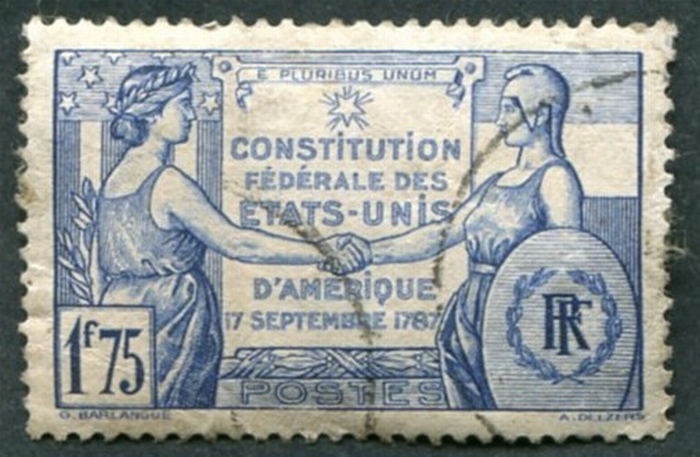 E PLURIBUS UNUM
CONSTITUTION
FÉDÉRALE DES
ÉTATS-UNIS
D'AMÉRIQUE
17 SEPTEMBRE 1787
RF
1F75
POSTES
G. BARLANGUE
A. DELZERS